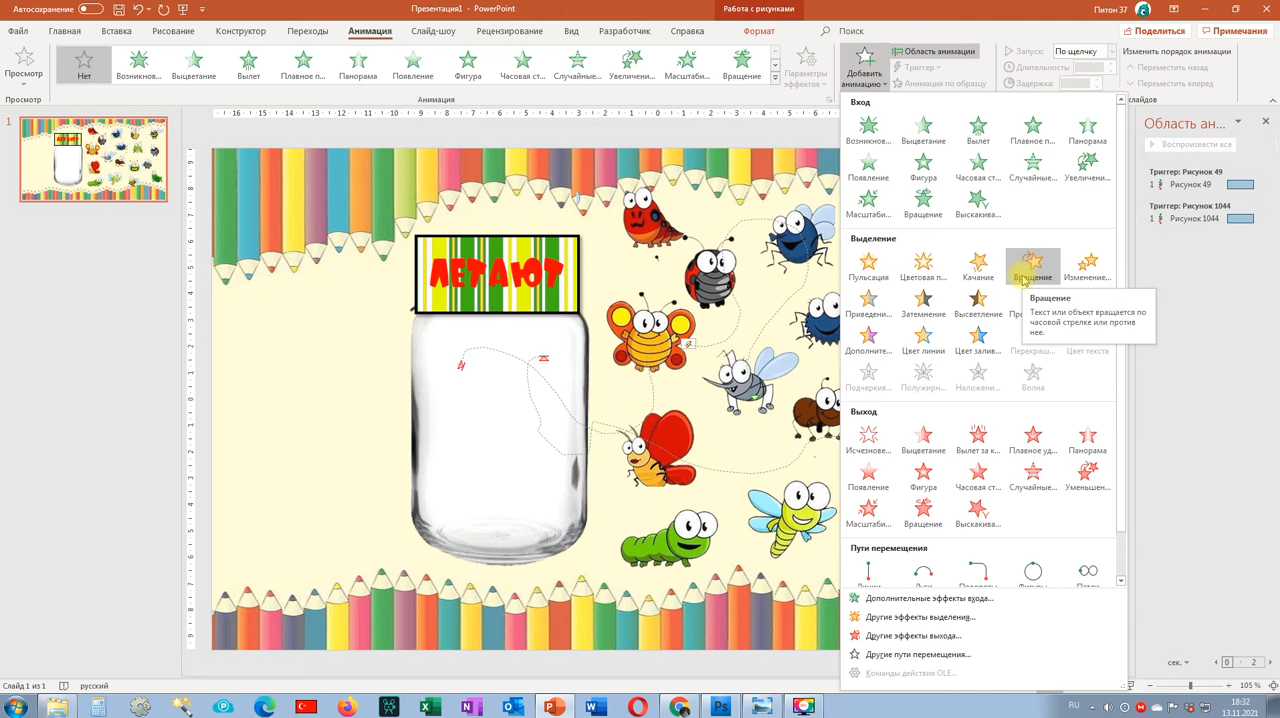 Автосохранение
Презентация1 - PowerPoint
Работа с рисунками
Виталий 37
Файл
Главная
Вставка
Рисование
Конструктор
Переходы
Анимация
Слайд-шоу
Рецензирование
Вид
Разработчик
Справка
Формат
Поиск
Поделиться
Примечания
Просмотр
Нет
Возникнов...
Выцветание
Вылет
Плавное п...
Панорама
Появление
Фигура
Часовая ст...
Случайные...
Увеличени...
Масштаби...
Вращение
Параметры эффектов
Добавить анимацию
Область анимации
Триггер
Анимация по образцу
Запуск: По щелчку
Длительность:
Задержка:
Изменить порядок анимации
Переместить назад
Переместить вперед
Просмотр
Анимация
слайдов
1
ЛЕТАЮТ
ЛЕТАЮТ
Вход
Возникнов... Выцветание Вылет Плавное п... Панорама
Появление Фигура Часовая ст... Случайные... Увеличени...
Масштаби... Вращение Выскакива...
Выделение
Пульсация Цветовая п... Качание Вращение Изменение...
Приведени... Затемнение Высветление
Дополните... Цвет линии Цвет залив... Перекраш... Цвет текста
Подчеркив... Полужирн... Наложени... Волна
Вращение
Текст или объект вращается по
часовой стрелке или против
нее.
Выход
Исчезнове... Выцветание Вылет за к... Плавное уд... Панорама
Появление Фигура Часовая ст... Случайные... Уменьшен...
Масштаби... Вращение Выскакива...
Пути перемещения
Дополнительные эффекты входа...
Другие эффекты выделения...
Другие эффекты выхода...
Другие пути перемещения...
Команды действия OLE...
Область ан...
Воспроизвести все
Триггер: Рисунок 49
1 Рисунок 49
Триггер: Рисунок 1044
1 Рисунок 1044
сек. 0 2
Слайд 1 из 1
русский
105 %
RU
18:32
13.11.2021